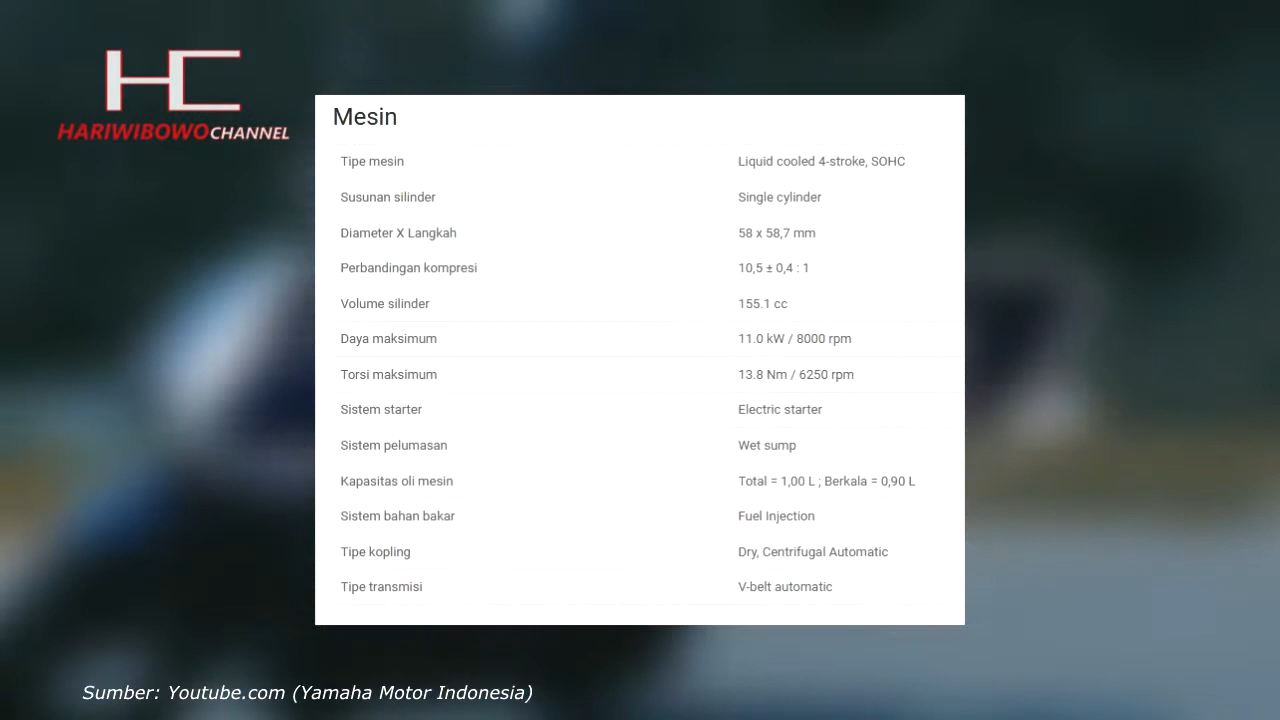 HC
HARIWIBOWOCHANNEL
Mesin
Tipe mesin Liquid cooled 4-stroke, SOHC
Susunan silinder Single cylinder
Diameter X Langkah 58 x 58,7 mm
Perbandingan kompresi 10,5 ± 0,4 : 1
Volume silinder 155.1 cc
Daya maksimum 11.0 kW / 8000 rpm
Torsi maksimum 13.8 Nm / 6250 rpm
Sistem starter Electric starter
Sistem pelumasan Wet sump
Kapasitas oli mesin Total = 1,00 L ; Berkala = 0,90 L
Sistem bahan bakar Fuel Injection
Tipe kopling Dry, Centrifugal Automatic
Tipe transmisi V-belt automatic
Sumber: Youtube.com (Yamaha Motor Indonesia)